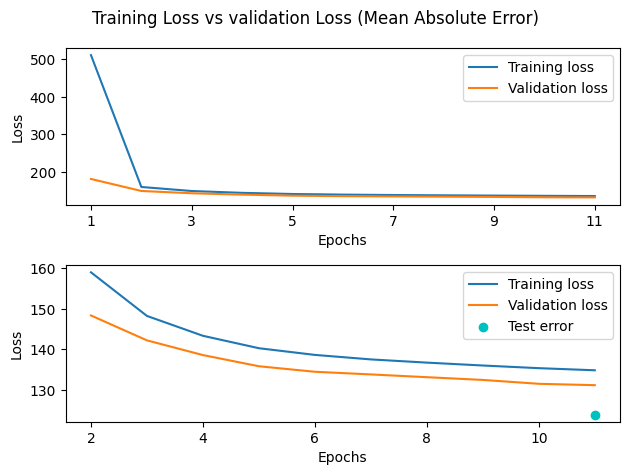 Training Loss vs validation Loss (Mean Absolute Error)
500
400
300
200
Loss
Training loss
Validation loss
1 3 5 7 9 11
Epochs
160
150
140
130
Loss
Training loss
Validation loss
Test error
2 4 6 8 10
Epochs